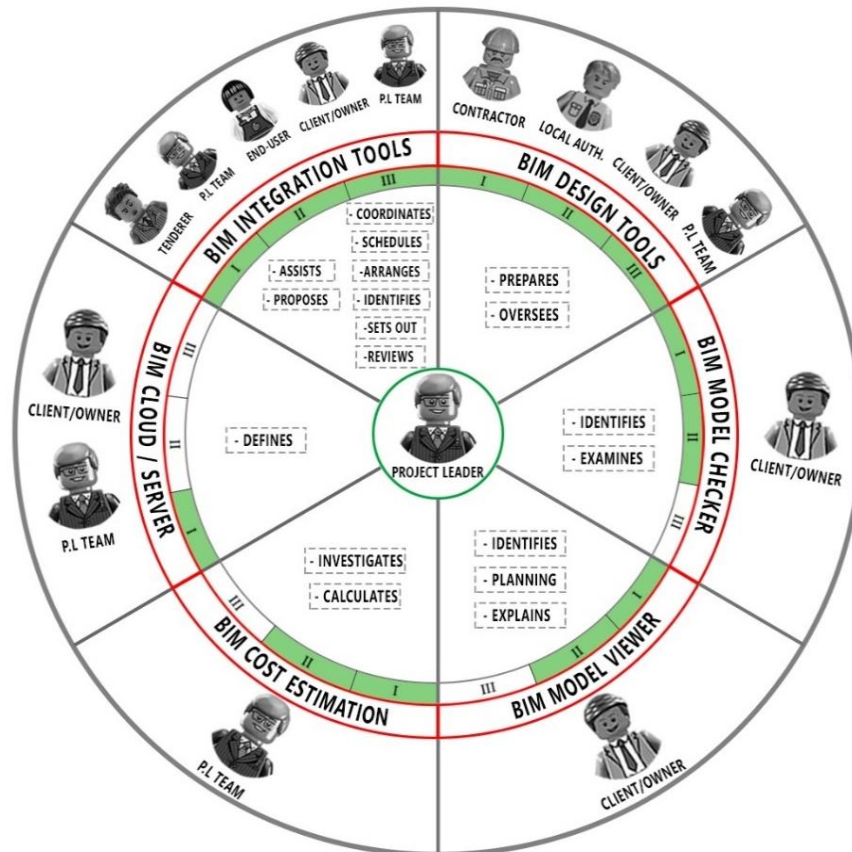 P.L TEAM
CLIENT/OWNER
END-USER
P.L TEAM
TENDERER
BIM INTEGRATION TOOLS
I
II
III
- COORDINATES
- SCHEDULES
-ARRANGES
- IDENTIFIES
-SETS OUT
-REVIEWS
- ASSISTS
- PROPOSES
CONTRACTOR
LOCAL AUTH.
CLIENT/OWNER
P.L TEAM
BIM DESIGN TOOLS
I
II
III
- PREPARES
- OVERSEES
CLIENT/OWNER
BIM MODEL CHECKER
I
II
III
- IDENTIFIES
- EXAMINES
CLIENT/OWNER
BIM MODEL VIEWER
I
II
III
- IDENTIFIES
- PLANNING
- EXPLAINS
P.L TEAM
BIM COST ESTIMATION
I
II
III
- INVESTIGATES
- CALCULATES
CLIENT/OWNER
P.L TEAM
BIM CLOUD / SERVER
I
II
III
- DEFINES
PROJECT LEADER